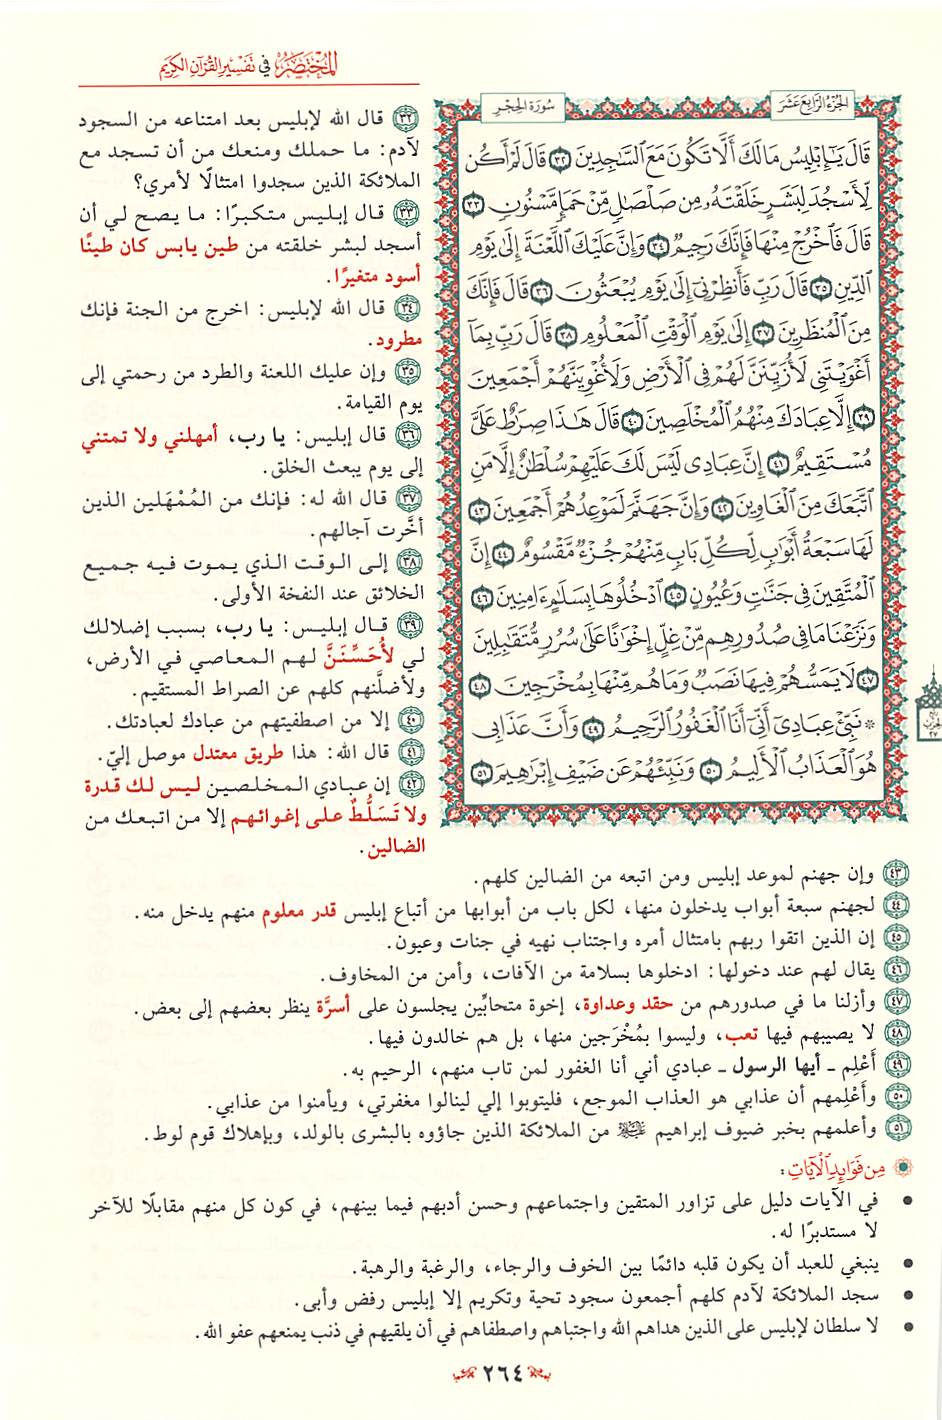 المختصر في تفسير القرآن الكريم
الجزء الرابع عشر
سورة الحجر
قَالَ يَٰٓإِبۡلِيسُ مَا لَكَ أَلَّا تَكُونَ مَعَ ٱلسَّٰجِدِينَ ٣٢ قَالَ لَمۡ أَكُن
لِّأَسۡجُدَ لِبَشَرٍ خَلَقۡتَهُۥ مِن صَلۡصَٰلٖ مِّنۡ حَمَإٖ مَّسۡنُونٖ ٣٣
قَالَ فَٱخۡرُجۡ مِنۡهَا فَإِنَّكَ رَجِيمٞ ٣٤ وَإِنَّ عَلَيۡكَ ٱللَّعۡنَةَ إِلَىٰ يَوۡمِ
ٱلدِّينِ ٣٥ قَالَ رَبِّ فَأَنظِرۡنِيٓ إِلَىٰ يَوۡمِ يُبۡعَثُونَ ٣٦ قَالَ فَإِنَّكَ
مِنَ ٱلۡمُنظَرِينَ ٣٧ إِلَىٰ يَوۡمِ ٱلۡوَقۡتِ ٱلۡمَعۡلُومِ ٣٨ قَالَ رَبِّ بِمَآ
أَغۡوَيۡتَنِي لَأُزَيِّنَنَّ لَهُمۡ فِي ٱلۡأَرۡضِ وَلَأُغۡوِيَنَّهُمۡ أَجۡمَعِينَ
٣٩ إِلَّا عِبَادَكَ مِنۡهُمُ ٱلۡمُخۡلَصِينَ ٤٠ قَالَ هَٰذَا صِرَٰطٌ عَلَيَّ
مُسۡتَقِيمٌ ٤١ إِنَّ عِبَادِي لَيۡسَ لَكَ عَلَيۡهِمۡ سُلۡطَٰنٌ إِلَّا مَنِ
ٱتَّبَعَكَ مِنَ ٱلۡغَاوِينَ ٤٢ وَإِنَّ جَهَنَّمَ لَمَوۡعِدُهُمۡ أَجۡمَعِينَ ٤٣
لَهَا سَبۡعَةُ أَبۡوَٰبٖ لِّكُلِّ بَابٖ مِّنۡهُمۡ جُزۡءٞ مَّقۡسُومٌ ٤٤ إِنَّ
ٱلۡمُتَّقِينَ فِي جَنَّٰتٖ وَعُيُونٍ ٤٥ ٱدۡخُلُوهَا بِسَلَٰمٍ ءَامِنِينَ ٤٦
وَنَزَعۡنَا مَا فِي صُدُورِهِم مِّنۡ غِلٍّ إِخۡوَٰنًا عَلَىٰ سُرُرٖ مُّتَقَٰبِلِينَ
٤٧ لَا يَمَسُّهُمۡ فِيهَا نَصَبٞ وَمَا هُم مِّنۡهَا بِمُخۡرَجِينَ ٤٨
۞ نَبِّئۡ عِبَادِيٓ أَنِّيٓ أَنَا ٱلۡغَفُورُ ٱلرَّحِيمُ ٤٩ وَأَنَّ عَذَابِي
هُوَ ٱلۡعَذَابُ ٱلۡأَلِيمُ ٥٠ وَنَبِّئۡهُمۡ عَن ضَيۡفِ إِبۡرَٰهِيمَ ٥١
٣٢ قال الله لإبليس بعد امتناعه من السجود
لآدم: ما حملك ومنعك من أن تسجد مع
الملائكة الذين سجدوا امتثالًا لأمري؟
٣٣ قال إبليس متكبرًا: ما يصح لي أن
أسجد لبشر خلقته من طين يابس كان طينًا
أسود متغيرًا.
٣٤ قال الله لإبليس: اخرج من الجنة فإنك
مطرود.
٣٥ وإن عليك اللعنة والطرد من رحمتي إلى
يوم القيامة.
٣٦ قال إبليس: يا رب، أمهلني ولا تمتني
إلى يوم يبعث الخلق.
٣٧ قال الله له: فإنك من المُمْهَلين الذين
أخَّرت آجالهم.
٣٨ إلى الوقت الذي يموت فيه جميع
الخلائق عند النفخة الأولى.
٣٩ قال إبليس: يا رب، بسبب إضلالك
لي لأُحَسِّنَنَّ لهم المعاصي في الأرض،
ولأضلَّنهم كلهم عن الصراط المستقيم.
٤٠ إلا من اصطفيتهم من عبادك لعبادتك.
٤١ قال الله: هذا طريق معتدل موصل إليّ.
٤٢ إن عبادي المخلصين ليس لك قدرة
ولا تَسَلُّطٌ على إغوائهم إلا من اتبعك من
الضالين.
٤٣ وإن جهنم لموعد إبليس ومن اتبعه من الضالين كلهم.
٤٤ لجهنم سبعة أبواب يدخلون منها، لكل باب من أبوابها من أتباع إبليس قدر معلوم منهم يدخل منه.
٤٥ إن الذين اتقوا ربهم بامتثال أمره واجتناب نهيه في جنات وعيون.
٤٦ يقال لهم عند دخولها: ادخلوها بسلامة من الآفات، وأمن من المخاوف.
٤٧ وأزلنا ما في صدورهم من حقد وعداوة، إخوة متحابِّين يجلسون على أسرَّة ينظر بعضهم إلى بعض.
٤٨ لا يصيبهم فيها تعب، وليسوا بمُخْرَجين منها، بل هم خالدون فيها.
٤٩ أَعْلِم ـ أيها الرسول ـ عبادي أني أنا الغفور لمن تاب منهم، الرحيم به.
٥٠ وأَعْلِمهم أن عذابي هو العذاب الموجع، فليتوبوا إلي لينالوا مغفرتي، ويأمنوا من عذابي.
٥١ وأعلمهم بخبر ضيوف إبراهيم من الملائكة الذين جاؤوه بالبشرى بالولد، وبإهلاك قوم لوط.
من فوائد الآيات:
• في الآيات دليل على تزاور المتقين واجتماعهم وحسن أدبهم فيما بينهم، في كون كل منهم مقابلًا للآخر
لا مستدبرًا له.
• ينبغي للعبد أن يكون قلبه دائمًا بين الخوف والرجاء، والرغبة والرهبة.
• سجد الملائكة لآدم كلهم أجمعون سجود تحية وتكريم إلا إبليس رفض وأبى.
• لا سلطان لإبليس على الذين هداهم الله واجتباهم واصطفاهم في أن يلقيهم في ذنب يمنعهم عفو الله.
٢٦٤